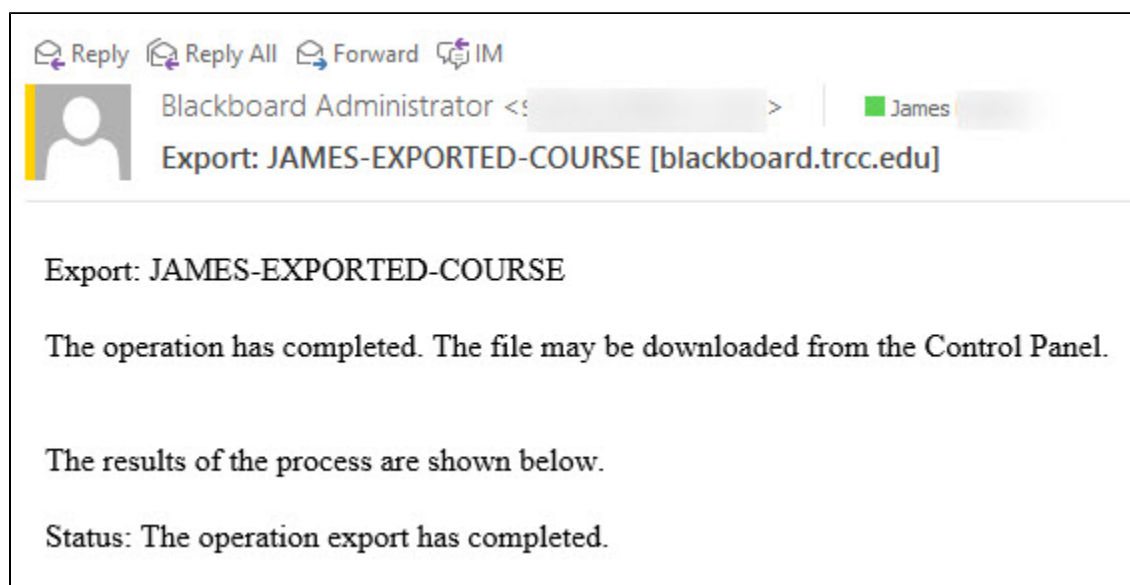 Reply Reply All Forward IM
Blackboard Administrator < > James
Export: JAMES-EXPORTED-COURSE [blackboard.trcc.edu]
Export: JAMES-EXPORTED-COURSE
The operation has completed. The file may be downloaded from the Control Panel.
The results of the process are shown below.
Status: The operation export has completed.